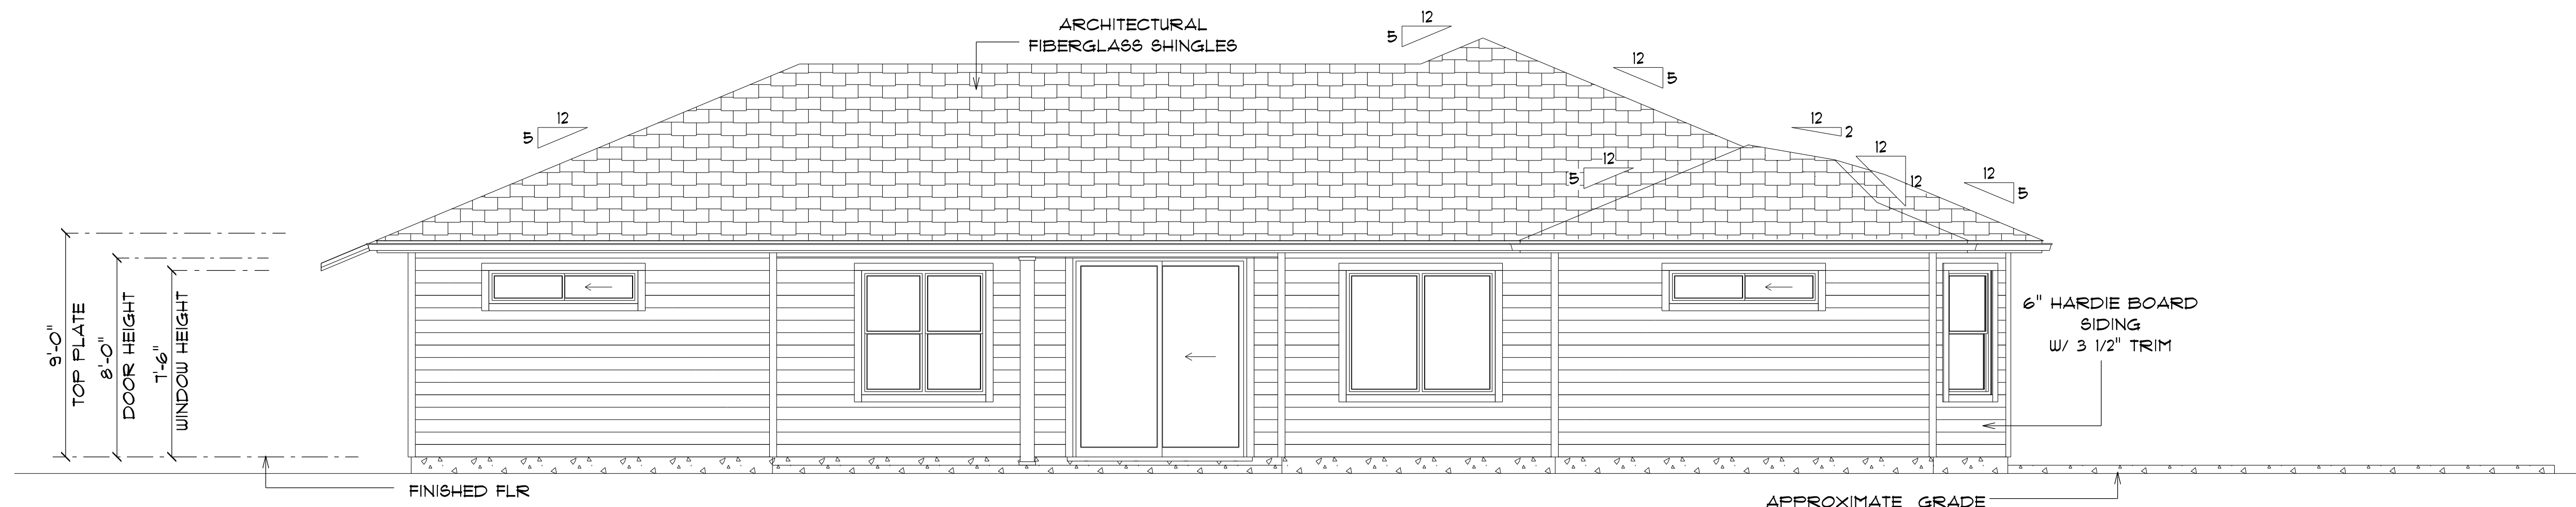 ARCHITECTURAL
FIBERGLASS SHINGLES
12
5
12
5
12
5
12
2
12
12
12
5
12
5
9'-0"
TOP PLATE
8'-0"
DOOR HEIGHT
7'-6"
WINDOW HEIGHT
6" HARDIE BOARD
SIDING
W/ 3 1/2" TRIM
FINISHED FLR
APPROXIMATE GRADE